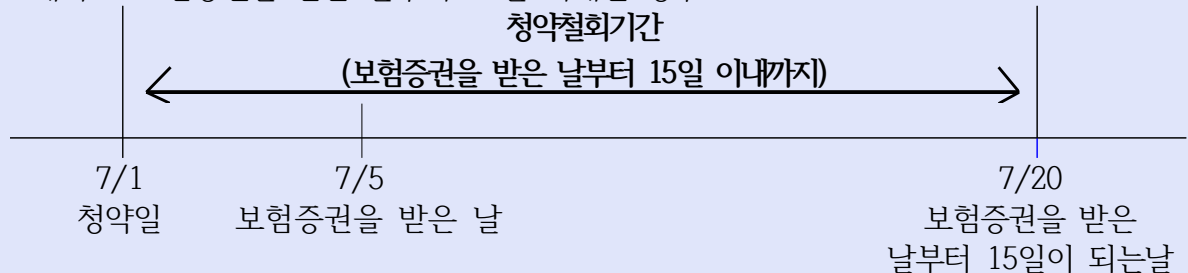 청약철회기간
(보험증권을 받은 날부터 15일 이내까지)
7/1
청약일
7/5
보험증권을 받은 날
7/20
보험증권을 받은
날부터 15일이 되는날